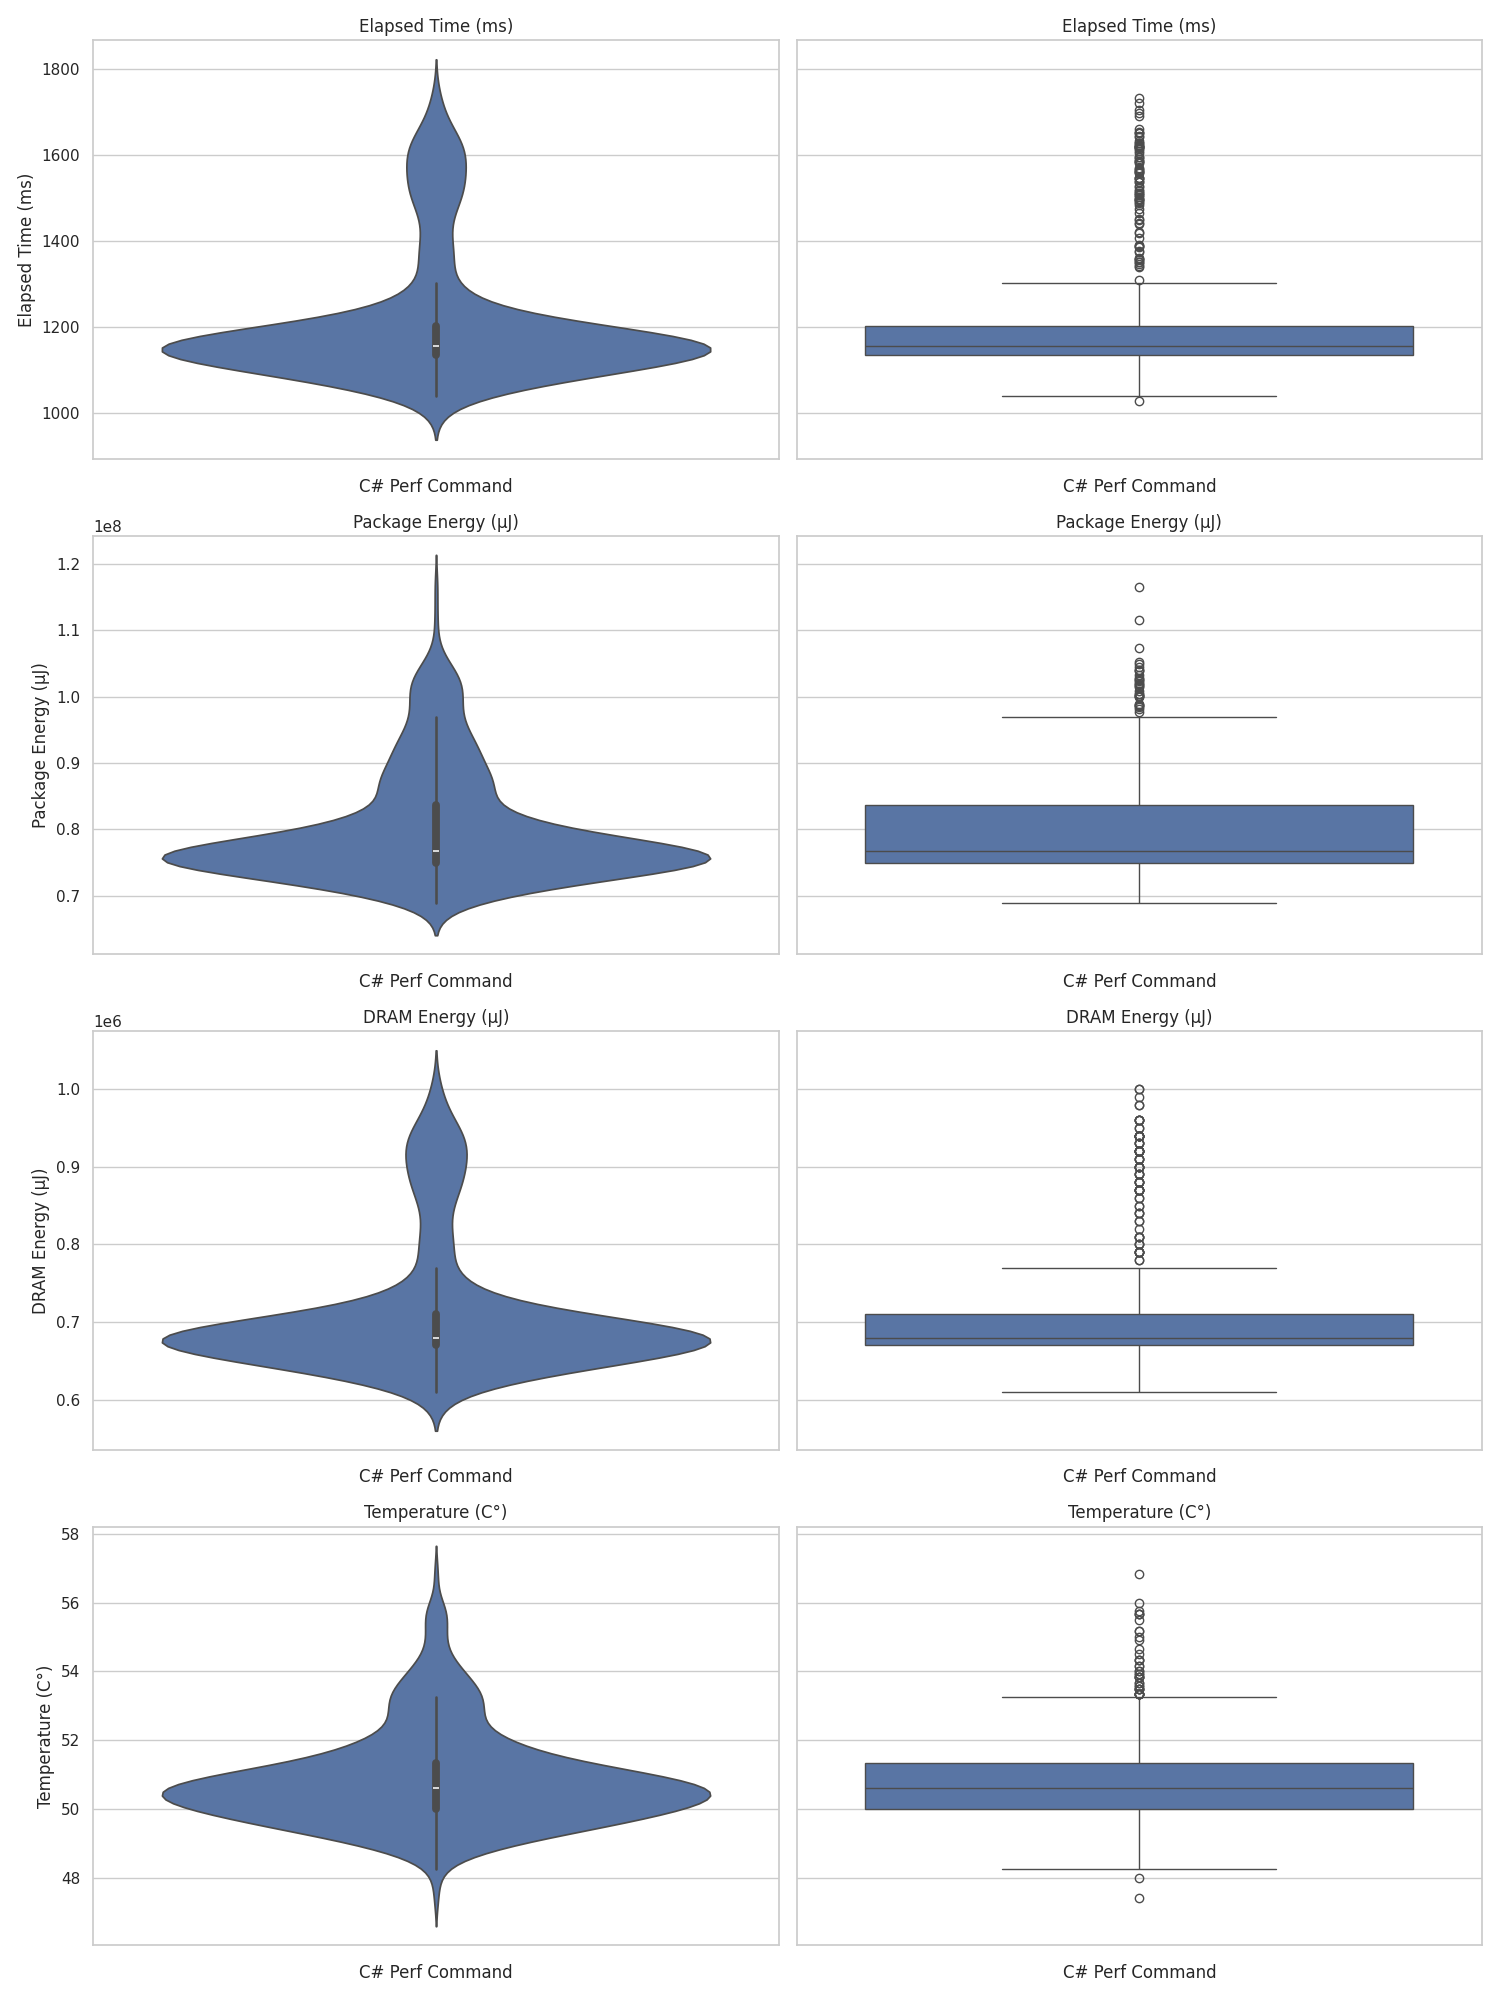 Elapsed Time (ms)
Elapsed Time (ms)
Elapsed Time (ms)
1800
1600
1400
1200
1000
C# Perf Command
C# Perf Command
1e8
Package Energy (µJ)
Package Energy (µJ)
Package Energy (µJ)
1.2
1.1
1.0
0.9
0.8
0.7
C# Perf Command
C# Perf Command
1e6
DRAM Energy (µJ)
DRAM Energy (µJ)
DRAM Energy (µJ)
1.0
0.9
0.8
0.7
0.6
C# Perf Command
C# Perf Command
Temperature (C°)
Temperature (C°)
Temperature (C°)
58
56
54
52
50
48
C# Perf Command
C# Perf Command